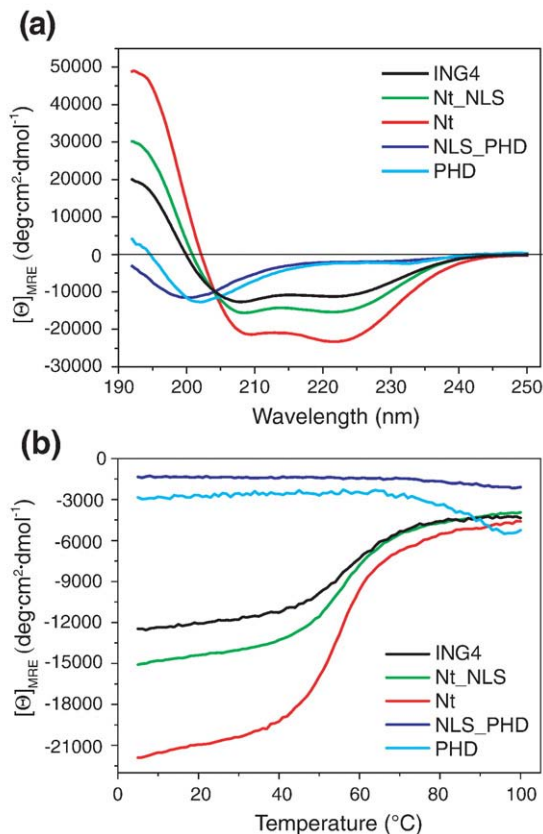 (a)
50000
40000
30000
20000
10000
0
-10000
-20000
-30000
[Θ]MRE (deg·cm²·dmol⁻¹)
ING4
Nt_NLS
Nt
NLS_PHD
PHD
190 200 210 220 230 240 250
Wavelength (nm)
(b)
0
-3000
-6000
-9000
-12000
-15000
-18000
-21000
[Θ]MRE (deg·cm²·dmol⁻¹)
ING4
Nt_NLS
Nt
NLS_PHD
PHD
0 20 40 60 80 100
Temperature (°C)